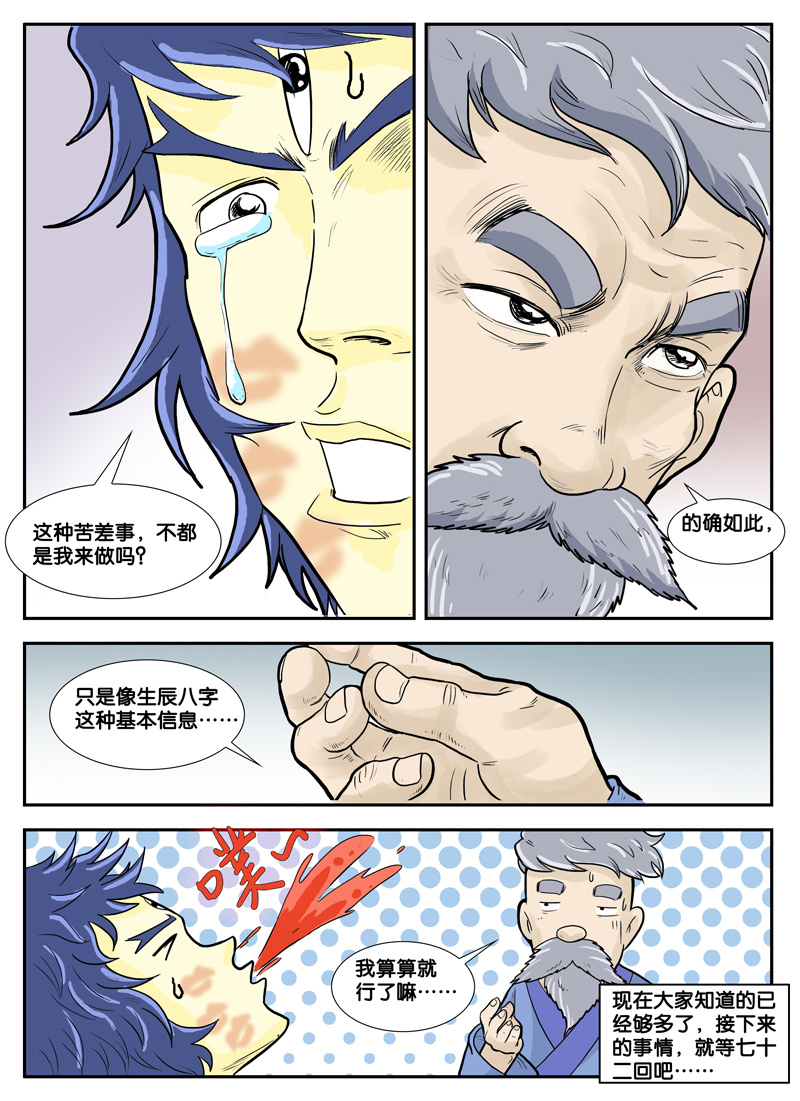 这种苦差事，不都
是我来做吗？
的确如此，
只是像生辰八字
这种基本信息……
噗~
我算算就
行了嘛……
现在大家知道的已
经够多了，接下来
的事情，就等七十
二回吧……